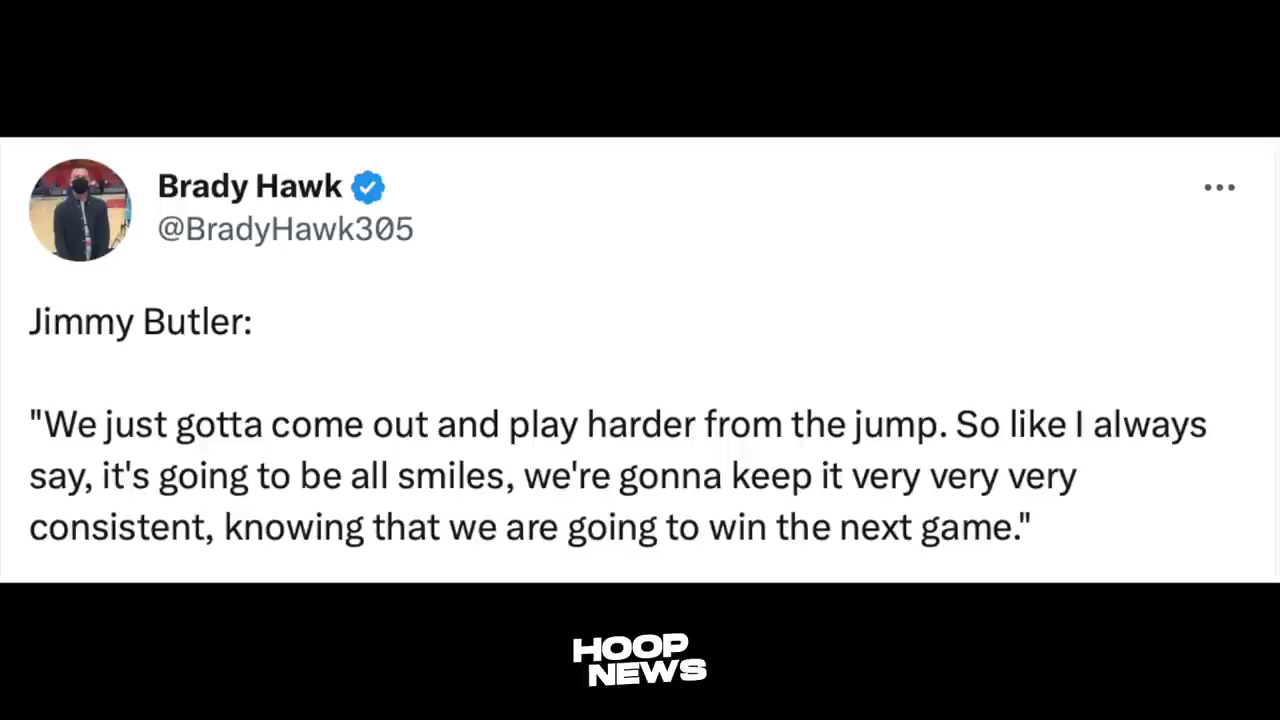 Brady Hawk
@BradyHawk305
Jimmy Butler:
"We just gotta come out and play harder from the jump. So like I always
say, it's going to be all smiles, we're gonna keep it very very very
consistent, knowing that we are going to win the next game."
HOOP
NEWS